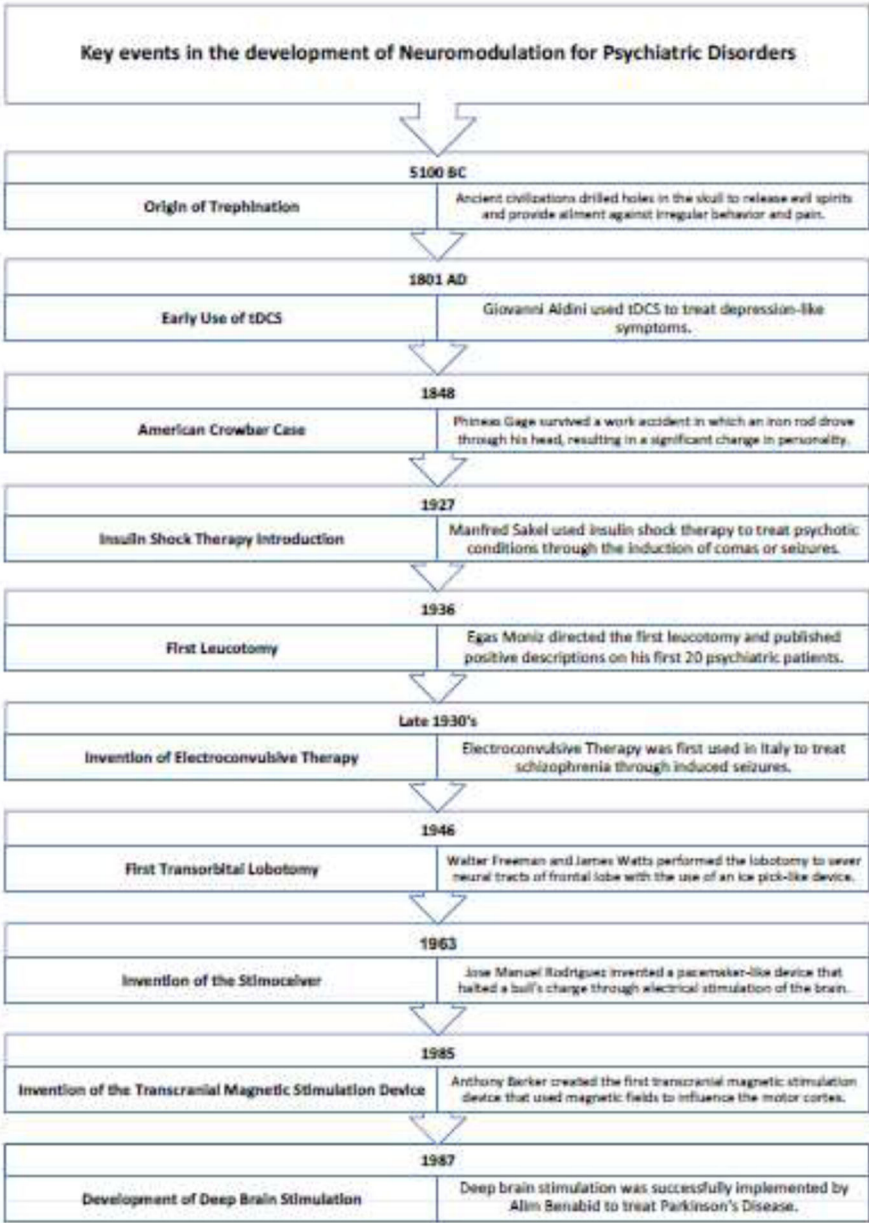 Key events in the development of Neuromodulation for Psychiatric Disorders
5100 BC
Origin of Trephination
Ancient civilizations drilled holes in the skull to release evil spirits
and provide ailment against irregular behavior and pain.
1801 AD
Early Use of tDCS
Giovanni Aldini used tDCS to treat depression-like
symptoms.
1848
American Crowbar Case
Phineas Gage survived a work accident in which an iron rod drove
through his head, resulting in a significant change in personality.
1927
Insulin Shock Therapy Introduction
Manfred Sakel used insulin shock therapy to treat psychotic
conditions through the induction of comas or seizures.
1936
First Leucotomy
Egas Moniz directed the first leucotomy and published
positive descriptions on his first 20 psychiatric patients.
Late 1930's
Invention of Electroconvulsive Therapy
Electroconvulsive Therapy was first used in Italy to treat
schizophrenia through induced seizures.
1946
First Transorbital Lobotomy
Walter Freeman and James Watts performed the lobotomy to sever
neural tracts of frontal lobe with the use of an ice pick-like device.
1963
Invention of the Stimoceiver
Jose Manuel Rodriguez invented a pacemaker-like device that
halted a bull's charge through electrical stimulation of the brain.
1985
Invention of the Transcranial Magnetic Stimulation Device
Anthony Barker created the first transcranial magnetic stimulation
device that used magnetic fields to influence the motor cortex.
1987
Development of Deep Brain Stimulation
Deep brain stimulation was successfully implemented by
Alim Benabid to treat Parkinson's Disease.